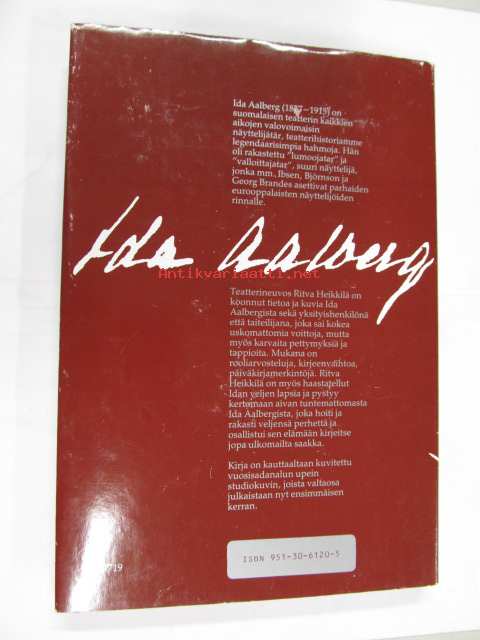 Ida Aalberg (1857–1915) on
suomalaisen teatterin kaikkien
aikojen valovoimaisin
näyttelijätär, teatterihistoriamme
legendaarisimpia hahmoja. Hän
oli rakastettu "lumoojatar" ja
"valloittajatar", suuri näyttelijä,
jonka mm. Ibsen, Björnson ja
Georg Brandes asettivat parhaiden
eurooppalaisten näyttelijöiden
rinnalle.
Ida Aalberg
Antikvariaatti.net
Teatterineuvos Ritva Heikkilä on
koonnut tietoa ja kuvia Ida
Aalbergista sekä yksityishenkilönä
että taiteilijana, joka sai kokea
uskomattomia voittoja, mutta
myös karvaita pettymyksiä ja
tappioita. Mukana on
rooliarvosteluja, kirjeenvaihtoa,
päiväkirjamerkintöjä. Ritva
Heikkilä on myös haastatellut
Idan veljen lapsia ja pystyy
kertomaan aivan tuntemattomasta
Ida Aalbergista, joka hoiti ja
rakasti veljensä perhettä ja
osallistui sen elämään kirjeitse
jopa ulkomailta saakka.
Kirja on kauttaaltaan kuvitettu
vuosisadanalun upein
studiokuvin, joista valtaosa
julkaistaan nyt ensimmäisen
kerran.
ISBN 951-30-6120-5